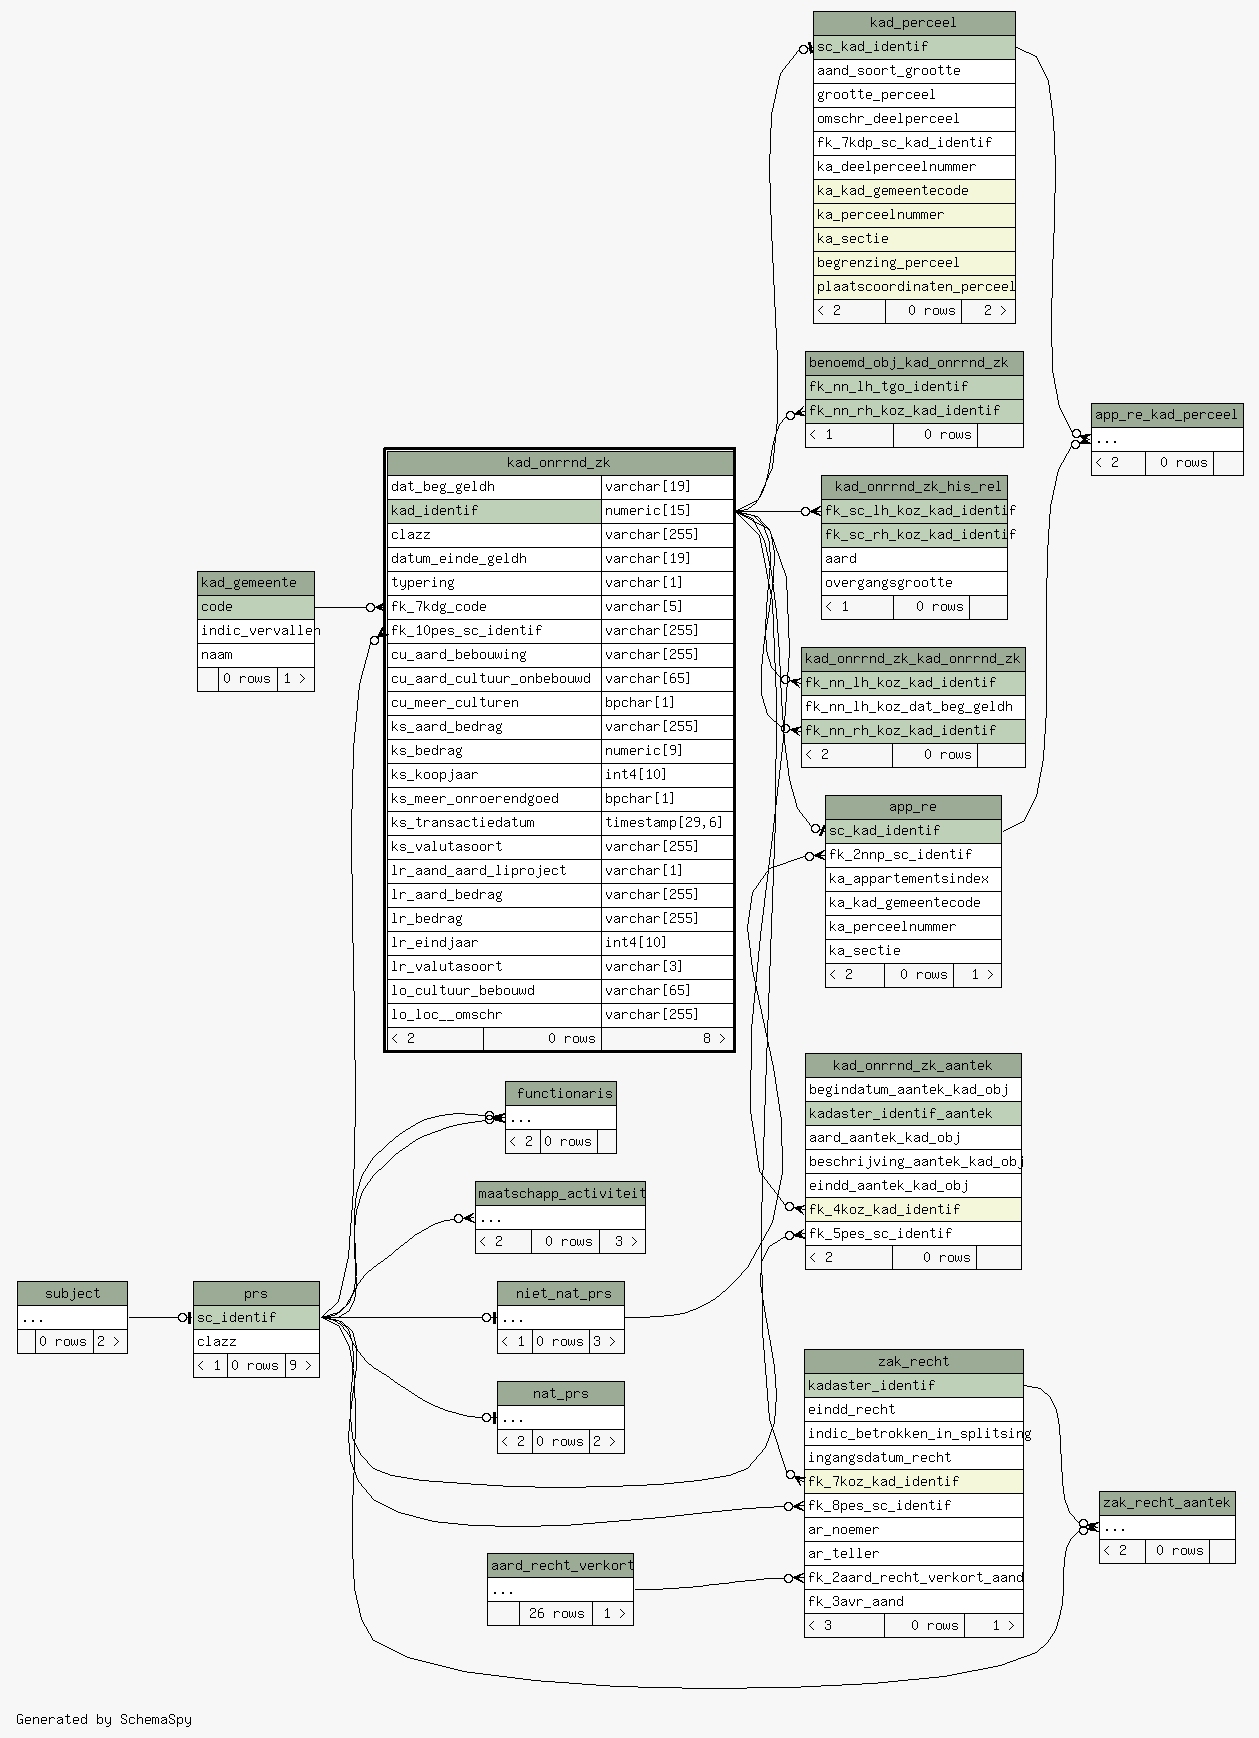 kad_perceel
sc_kad_identif
aand_soort_grootte
grootte_perceel
omschr_deelperceel
fk_7kdp_sc_kad_identif
ka_deelperceelnummer
ka_kad_gemeentecode
ka_perceelnummer
ka_sectie
begrenzing_perceel
plaatscoordinaten_perceel
< 2 0 rows 2 >
benoemd_obj_kad_onrrnd_zk
fk_nn_lh_tgo_identif
fk_nn_rh_koz_kad_identif
< 1 0 rows
app_re_kad_perceel
...
< 2 0 rows
kad_onrrnd_zk
dat_beg_geldh varchar[19]
kad_identif numeric[15]
clazz varchar[255]
datum_einde_geldh varchar[19]
typering varchar[1]
fk_7kdg_code varchar[5]
fk_10pes_sc_identif varchar[255]
cu_aard_bebouwing varchar[255]
cu_aard_cultuur_onbebouwd varchar[65]
cu_meer_culturen bpchar[1]
ks_aard_bedrag varchar[255]
ks_bedrag numeric[9]
ks_koopjaar int4[10]
ks_meer_onroerendgoed bpchar[1]
ks_transactiedatum timestamp[29,6]
ks_valutasoort varchar[255]
lr_aand_aard_liproject varchar[1]
lr_aard_bedrag varchar[255]
lr_bedrag varchar[255]
lr_eindjaar int4[10]
lr_valutasoort varchar[3]
lo_cultuur_bebouwd varchar[65]
lo_loc__omschr varchar[255]
< 2 0 rows 8 >
kad_onrrnd_zk_his_rel
fk_sc_lh_koz_kad_identif
fk_sc_rh_koz_kad_identif
aard
overgangsgrootte
< 1 0 rows
kad_gemeente
code
indic_vervallen
naam
0 rows 1 >
kad_onrrnd_zk_kad_onrrnd_zk
fk_nn_lh_koz_kad_identif
fk_nn_lh_koz_dat_beg_geldh
fk_nn_rh_koz_kad_identif
< 2 0 rows
app_re
sc_kad_identif
fk_2nnp_sc_identif
ka_appartementsindex
ka_kad_gemeentecode
ka_perceelnummer
ka_sectie
< 2 0 rows 1 >
kad_onrrnd_zk_aantek
begindatum_aantek_kad_obj
kadaster_identif_aantek
aard_aantek_kad_obj
beschrijving_aantek_kad_obj
eindd_aantek_kad_obj
fk_4koz_kad_identif
fk_5pes_sc_identif
< 2 0 rows
functionaris
...
< 2 0 rows
maatschapp_activiteit
...
< 2 0 rows 3 >
subject
...
0 rows 2 >
prs
sc_identif
clazz
< 1 0 rows 9 >
niet_nat_prs
...
< 1 0 rows 3 >
nat_prs
...
< 2 0 rows 2 >
zak_recht
kadaster_identif
eindd_recht
indic_betrokken_in_splitsing
ingangsdatum_recht
fk_7koz_kad_identif
fk_8pes_sc_identif
ar_noemer
ar_teller
fk_2aard_recht_verkort_aand
fk_3avr_aand
< 3 0 rows 1 >
zak_recht_aantek
...
< 2 0 rows
aard_recht_verkort
...
26 rows 1 >
Generated by SchemaSpy